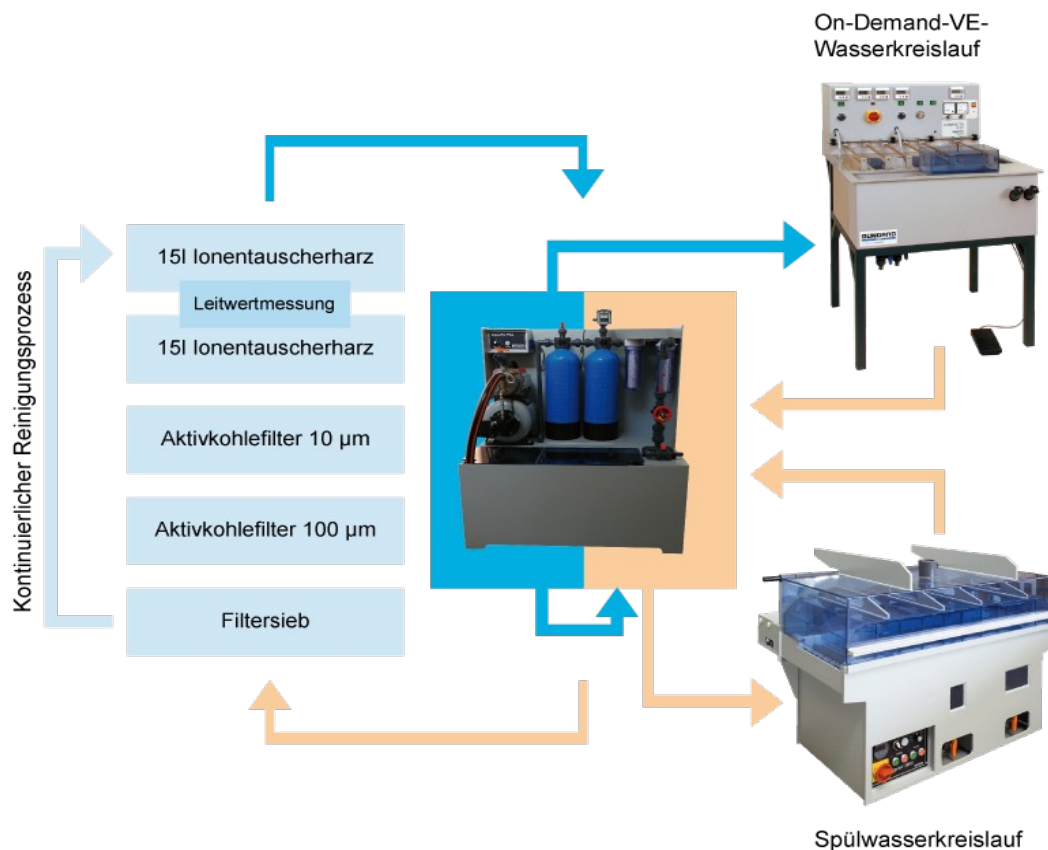 On-Demand-VE-
Wasserkreislauf
15l Ionentauscherharz
Leitwertmessung
15l Ionentauscherharz
Aktivkohlefilter 10 µm
Aktivkohlefilter 100 µm
Filtersieb
Kontinuierlicher Reinigungsprozess
BUNGARD
Spülwasserkreislauf